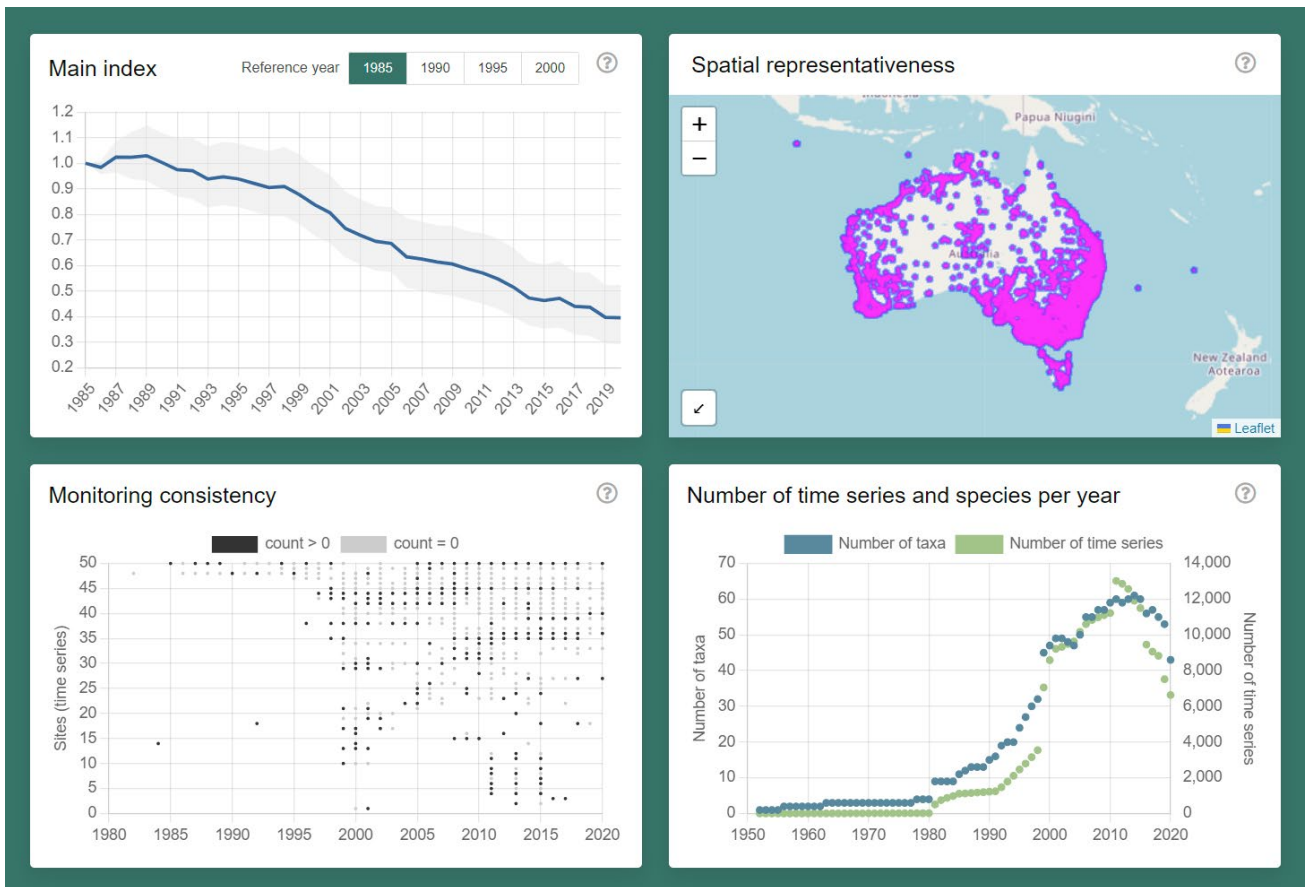 Main index
Reference year 1985 1990 1995 2000
1.2
1.1
1.0
0.9
0.8
0.7
0.6
0.5
0.4
0.3
0.2
1985 1987 1989 1991 1993 1995 1997 1999 2001 2003 2005 2007 2009 2011 2013 2015 2017 2019
Spatial representativeness
+
−
Papua Niugini
New Zealand
Aotearoa
Leaflet
Monitoring consistency
count > 0 count = 0
Sites (time series)
50
45
40
35
30
25
20
15
10
5
0
1980 1985 1990 1995 2000 2005 2010 2015 2020
Number of time series and species per year
Number of taxa Number of time series
Number of taxa
70
60
50
40
30
20
10
0
14,000
12,000
10,000
8,000
6,000
4,000
2,000
0
Number of time series
1950 1960 1970 1980 1990 2000 2010 2020